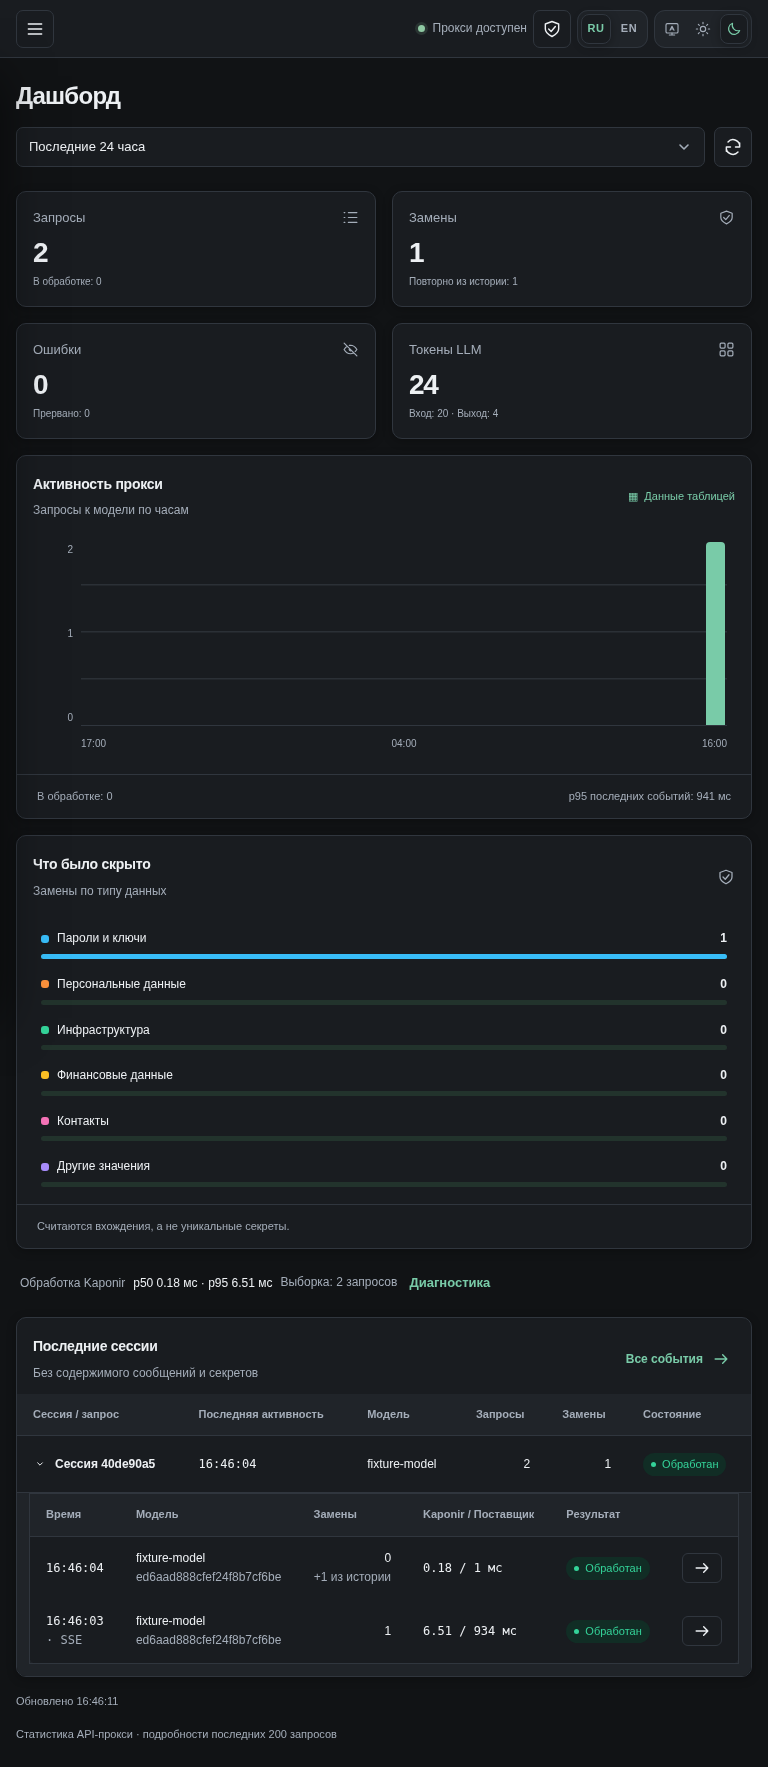 Прокси доступен
RU EN
Дашборд
Последние 24 часа
Запросы
2
В обработке: 0
Замены
1
Повторно из истории: 1
Ошибки
0
Прервано: 0
Токены LLM
24
Вход: 20 · Выход: 4
Активность прокси
Запросы к модели по часам
Данные таблицей
2
1
0
17:00 04:00 16:00
В обработке: 0 p95 последних событий: 941 мс
Что было скрыто
Замены по типу данных
Пароли и ключи 1
Персональные данные 0
Инфраструктура 0
Финансовые данные 0
Контакты 0
Другие значения 0
Считаются вхождения, а не уникальные секреты.
Обработка Kaponir p50 0.18 мс · p95 6.51 мс Выборка: 2 запросов Диагностика
Последние сессии
Без содержимого сообщений и секретов
Все события
Сессия / запрос Последняя активность Модель Запросы Замены Состояние
Сессия 40de90a5 16:46:04 fixture-model 2 1 Обработан
Время Модель Замены Kaponir / Поставщик Результат
16:46:04 fixture-model 0 0.18 / 1 мс Обработан
ed6aad888cfef24f8b7cf6be +1 из истории
16:46:03 fixture-model 1 6.51 / 934 мс Обработан
· SSE ed6aad888cfef24f8b7cf6be
Обновлено 16:46:11
Статистика API-прокси · подробности последних 200 запросов